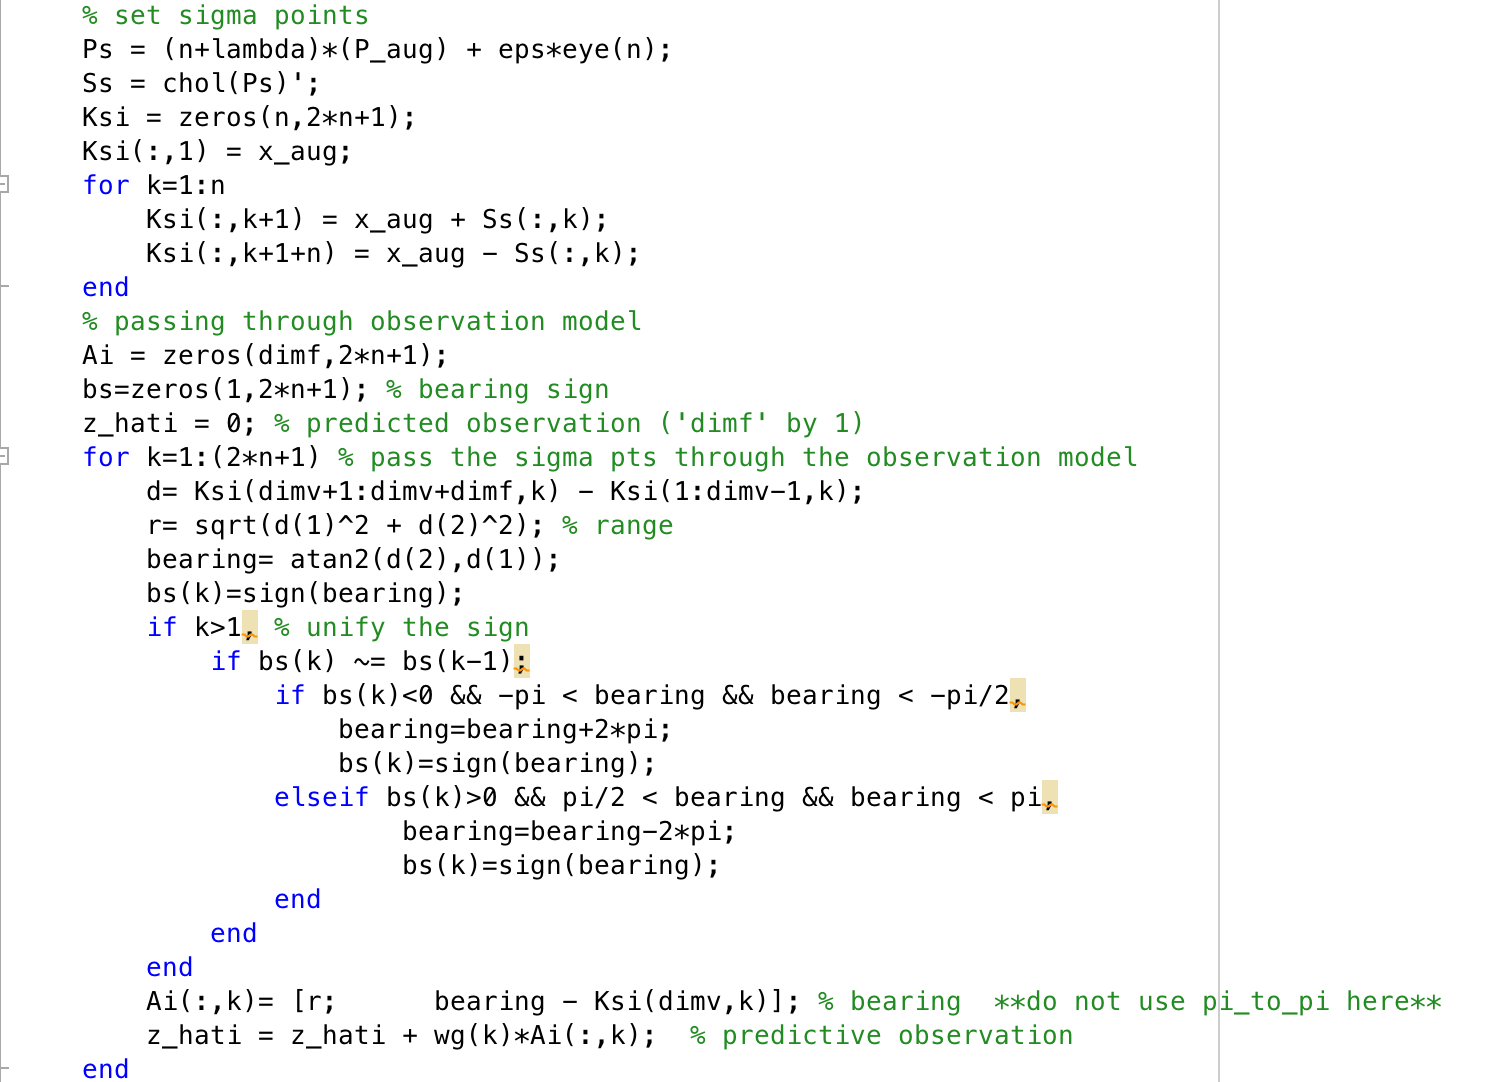 % set sigma points
Ps = (n+lambda)*(P_aug) + eps*eye(n);
Ss = chol(Ps)';
Ksi = zeros(n,2*n+1);
Ksi(:,1) = x_aug;
for k=1:n
    Ksi(:,k+1) = x_aug + Ss(:,k);
    Ksi(:,k+1+n) = x_aug - Ss(:,k);
end
% passing through observation model
Ai = zeros(dimf,2*n+1);
bs=zeros(1,2*n+1); % bearing sign
z_hati = 0; % predicted observation ('dimf' by 1)
for k=1:(2*n+1) % pass the sigma pts through the observation model
    d= Ksi(dimv+1:dimv+dimf,k) - Ksi(1:dimv-1,k);
    r= sqrt(d(1)^2 + d(2)^2); % range
    bearing= atan2(d(2),d(1));
    bs(k)=sign(bearing);
    if k>1, % unify the sign
        if bs(k) ~= bs(k-1);
            if bs(k)<0 && -pi < bearing && bearing < -pi/2,
                bearing=bearing+2*pi;
                bs(k)=sign(bearing);
            elseif bs(k)>0 && pi/2 < bearing && bearing < pi,
                    bearing=bearing-2*pi;
                    bs(k)=sign(bearing);
            end
        end
    end
    Ai(:,k)= [r;      bearing - Ksi(dimv,k)]; % bearing  **do not use pi_to_pi here**
    z_hati = z_hati + wg(k)*Ai(:,k);  % predictive observation
end